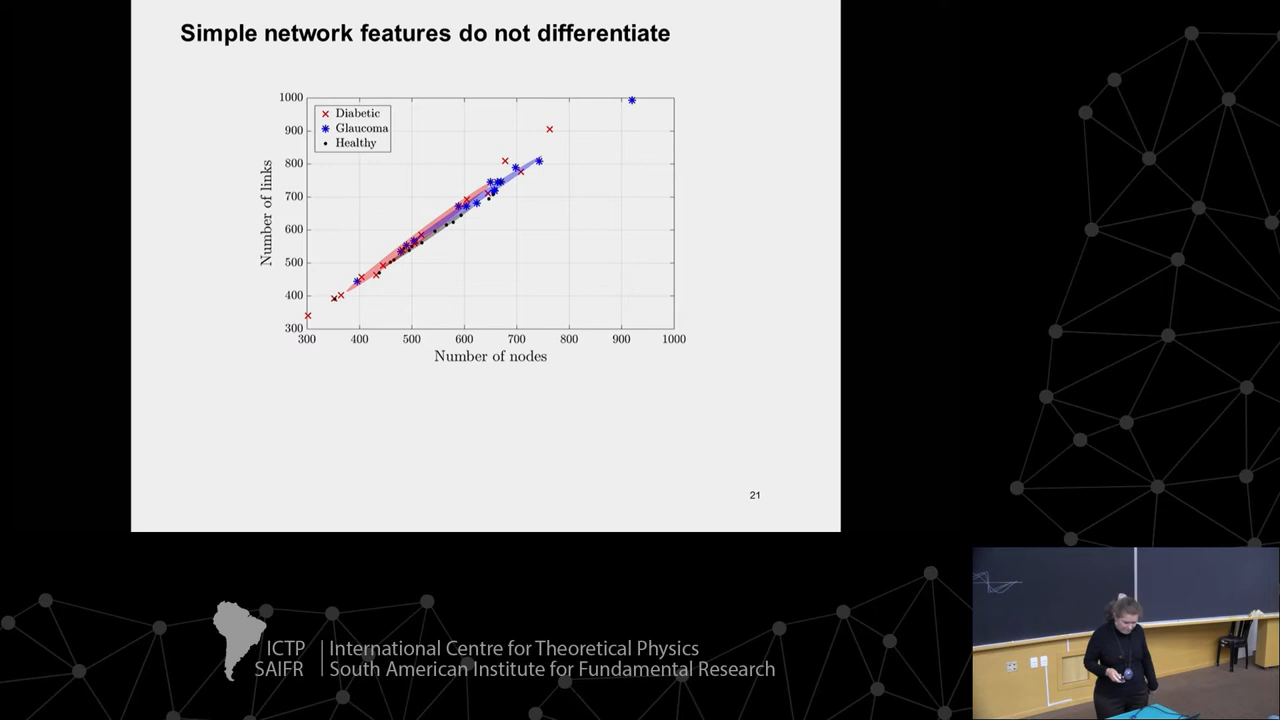 Simple network features do not differentiate
1000
900
800
700
600
500
400
300
Number of links
Diabetic
Glaucoma
Healthy
300 400 500 600 700 800 900 1000
Number of nodes
21
ICTP
SAIFR
International Centre for Theoretical Physics
South American Institute for Fundamental Research